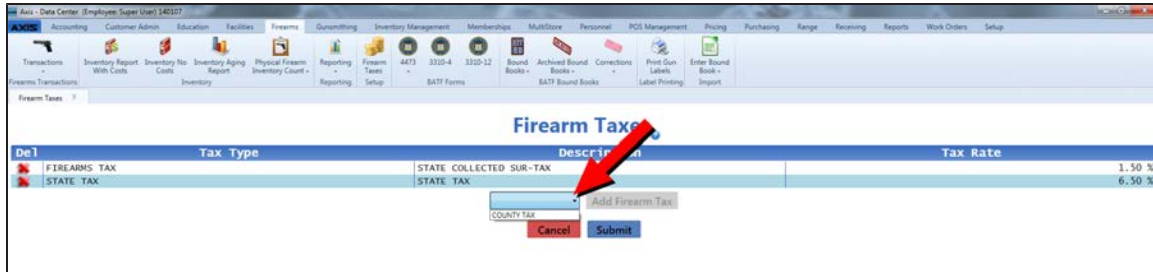 Axis - Data Center (Employee: Super User) 140107
AXIS Accounting Customer Admin Education Facilities Firearms Gunsmithing Inventory Management Memberships MultiStore Personnel POS Management Pricing Purchasing Range Receiving Reports Work Orders Setup
Transactions Inventory Report Inventory No Inventory Aging Physical Firearm Reporting Firearm 4473 3310-4 3310-12 Bound Archived Bound Corrections Print Gun Enter Bound
With Costs Costs Report Inventory Count Taxes Books Books Labels Book
Firearms Transactions Inventory Reporting Setup BATF Forms BATF Bound Books Label Printing Import
Firearm Taxes X
Firearm Taxes
Del Tax Type Description Tax Rate
FIREARMS TAX STATE COLLECTED SUR-TAX 1.50 %
STATE TAX STATE TAX 6.50 %
Add Firearm Tax
COUNTY TAX
Cancel Submit